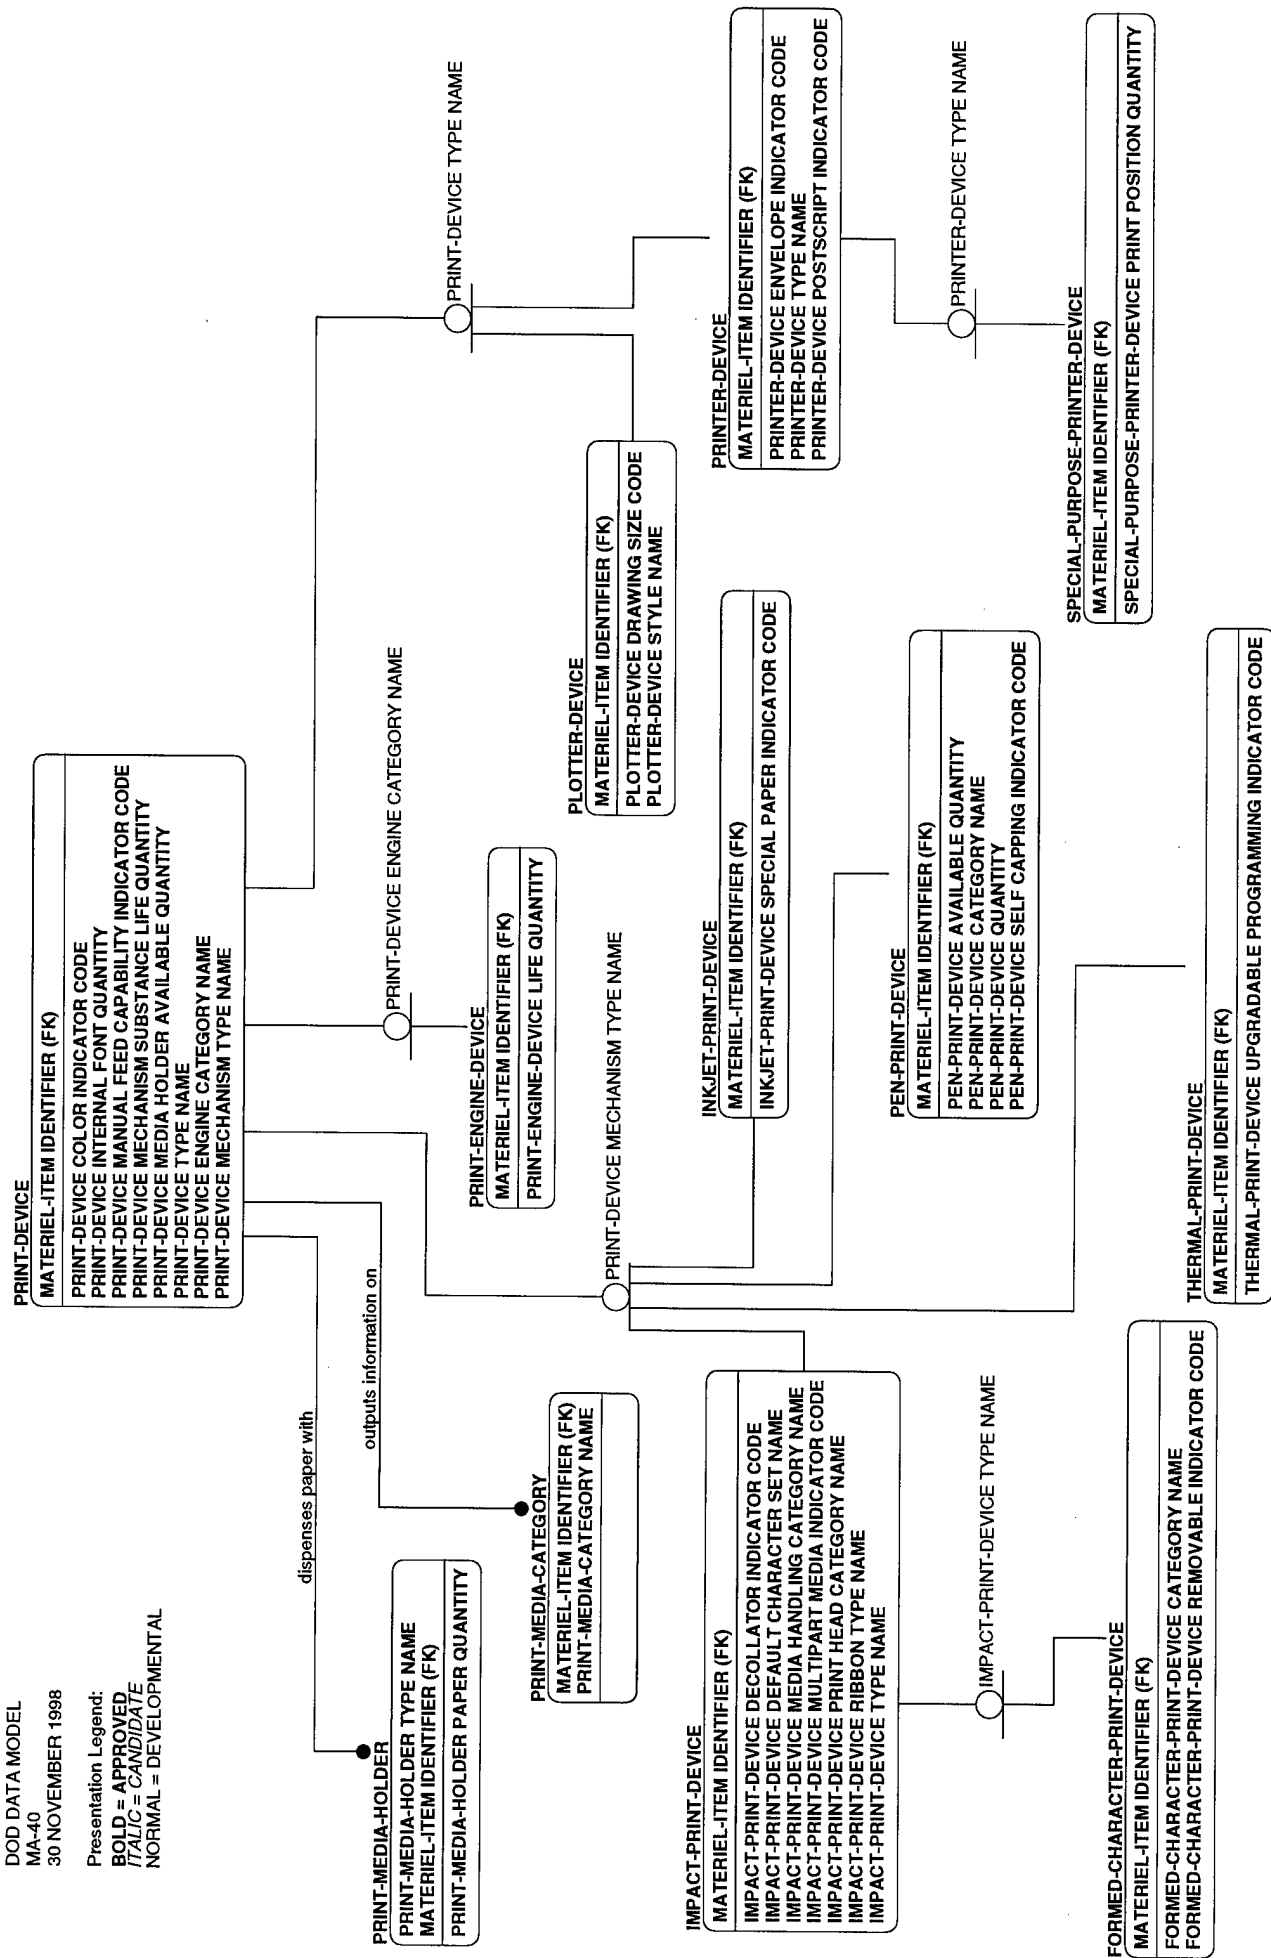 DOD DATA MODEL
MA-40
30 NOVEMBER 1998
Presentation Legend:
BOLD = APPROVED
ITALIC = CANDIDATE
NORMAL = DEVELOPMENTAL
PRINT-DEVICE
MATERIEL-ITEM IDENTIFIER (FK)
PRINT-DEVICE COLOR INDICATOR CODE
PRINT-DEVICE INTERNAL FONT QUANTITY
PRINT-DEVICE MANUAL FEED CAPABILITY INDICATOR CODE
PRINT-DEVICE MECHANISM SUBSTANCE LIFE QUANTITY
PRINT-DEVICE MEDIA HOLDER AVAILABLE QUANTITY
PRINT-DEVICE TYPE NAME
PRINT-DEVICE ENGINE CATEGORY NAME
PRINT-DEVICE MECHANISM TYPE NAME
dispenses paper with
outputs information on
PRINT-MEDIA-HOLDER
PRINT-MEDIA-HOLDER TYPE NAME
MATERIEL-ITEM IDENTIFIER (FK)
PRINT-MEDIA-HOLDER PAPER QUANTITY
PRINT-MEDIA-CATEGORY
MATERIEL-ITEM IDENTIFIER (FK)
PRINT-MEDIA-CATEGORY NAME
PRINT-DEVICE ENGINE CATEGORY NAME
PRINT-ENGINE-DEVICE
MATERIEL-ITEM IDENTIFIER (FK)
PRINT-ENGINE-DEVICE LIFE QUANTITY
PRINT-DEVICE TYPE NAME
PLOTTER-DEVICE
MATERIEL-ITEM IDENTIFIER (FK)
PLOTTER-DEVICE DRAWING SIZE CODE
PLOTTER-DEVICE STYLE NAME
PRINTER-DEVICE
MATERIEL-ITEM IDENTIFIER (FK)
PRINTER-DEVICE ENVELOPE INDICATOR CODE
PRINTER-DEVICE TYPE NAME
PRINTER-DEVICE POSTSCRIPT INDICATOR CODE
PRINT-DEVICE MECHANISM TYPE NAME
IMPACT-PRINT-DEVICE
MATERIEL-ITEM IDENTIFIER (FK)
IMPACT-PRINT-DEVICE DECOLLATOR INDICATOR CODE
IMPACT-PRINT-DEVICE DEFAULT CHARACTER SET NAME
IMPACT-PRINT-DEVICE MEDIA HANDLING CATEGORY NAME
IMPACT-PRINT-DEVICE MULTIPART MEDIA INDICATOR CODE
IMPACT-PRINT-DEVICE PRINT HEAD CATEGORY NAME
IMPACT-PRINT-DEVICE RIBBON TYPE NAME
IMPACT-PRINT-DEVICE TYPE NAME
INKJET-PRINT-DEVICE
MATERIEL-ITEM IDENTIFIER (FK)
INKJET-PRINT-DEVICE SPECIAL PAPER INDICATOR CODE
PEN-PRINT-DEVICE
MATERIEL-ITEM IDENTIFIER (FK)
PEN-PRINT-DEVICE AVAILABLE QUANTITY
PEN-PRINT-DEVICE CATEGORY NAME
PEN-PRINT-DEVICE QUANTITY
PEN-PRINT-DEVICE SELF CAPPING INDICATOR CODE
PRINTER-DEVICE TYPE NAME
SPECIAL-PURPOSE-PRINTER-DEVICE
MATERIEL-ITEM IDENTIFIER (FK)
SPECIAL-PURPOSE-PRINTER-DEVICE PRINT POSITION QUANTITY
IMPACT-PRINT-DEVICE TYPE NAME
FORMED-CHARACTER-PRINT-DEVICE
MATERIEL-ITEM IDENTIFIER (FK)
FORMED-CHARACTER-PRINT-DEVICE CATEGORY NAME
FORMED-CHARACTER-PRINT-DEVICE REMOVABLE INDICATOR CODE
THERMAL-PRINT-DEVICE
MATERIEL-ITEM IDENTIFIER (FK)
THERMAL-PRINT-DEVICE UPGRADABLE PROGRAMMING INDICATOR CODE